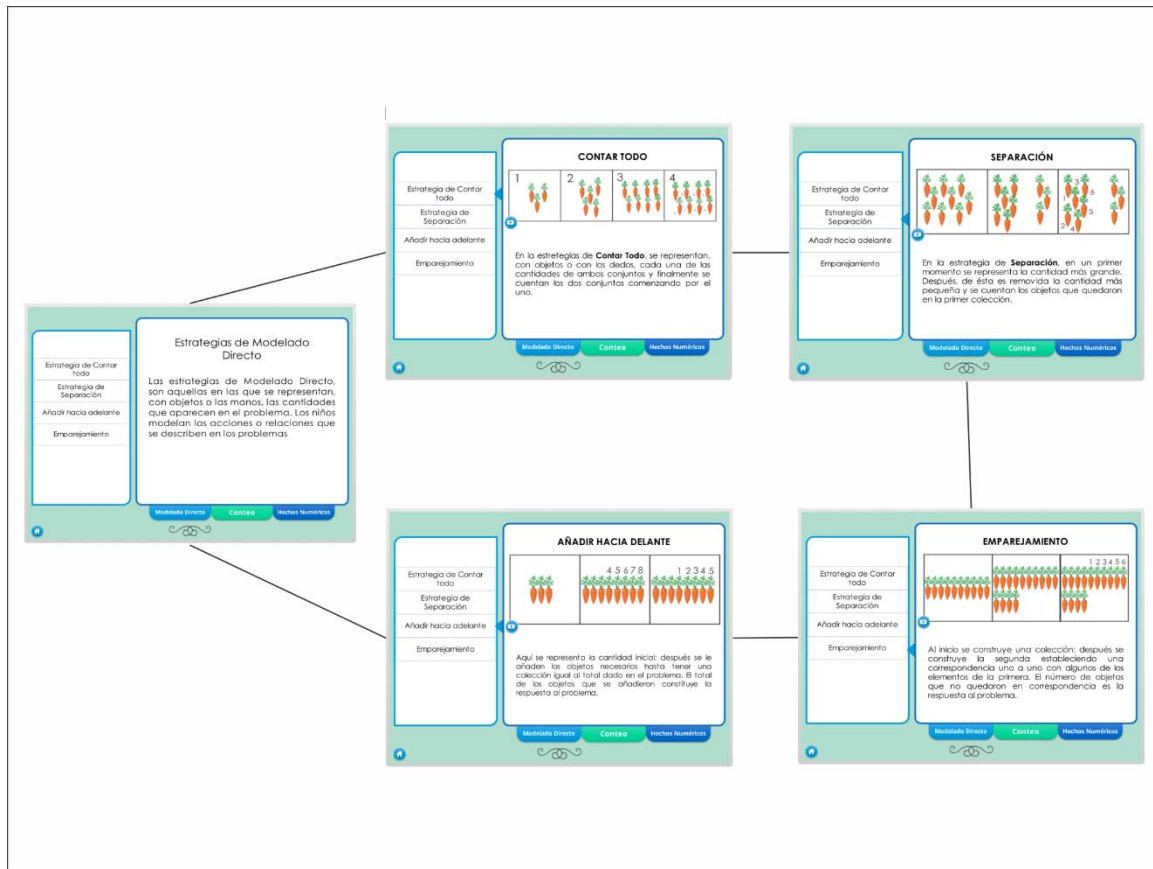 CONTAR TODO
1 2 3 4
Estrategia de Contar
todo
Estrategia de
Separación
Añadir hacia adelante
Emparejamiento
En la estretegias de Contar Todo, se representan,
con objetos o con los dedos, cada una de las
cantidades de ambos conjuntos y finalmente se
cuentan los dos conjuntos comenzando por el
uno.
Modelado Directo Conteo Hechos Numéricos
SEPARACIÓN
1 2 3 4 5 6
Estrategia de Contar
todo
Estrategia de
Separación
Añadir hacia adelante
Emparejamiento
En la estrategia de Separación, en un primer
momento se representa la cantidad más grande.
Después, de ésta es removida la cantidad más
pequeña y se cuentan los objetos que quedaron
en la primer colección.
Modelado Directo Conteo Hechos Numéricos
Estrategias de Modelado
Directo
Estrategia de Contar
todo
Estrategia de
Separación
Añadir hacia adelante
Emparejamiento
Las estrategias de Modelado Directo,
son aquellas en las que se representan,
con objetos o las manos, las cantidades
que aparecen en el problema. Los niños
modelan las acciones o relaciones que
se describen en los problemas
Modelado Directo Conteo Hechos Numéricos
AÑADIR HACIA DELANTE
4 5 6 7 8 1 2 3 4 5
Estrategia de Contar
todo
Estrategia de
Separación
Añadir hacia adelante
Emparejamiento
Aquí se representa la cantidad inicial; después se le
añaden los objetos necesarios hasta tener una
colección igual al total dado en el problema. El total
de los objetos que se añadieron constituye la
respuesta al problema.
Modelado Directo Conteo Hechos Numéricos
EMPAREJAMIENTO
1 2 3 4 5 6
Estrategia de Contar
todo
Estrategia de
Separación
Añadir hacia adelante
Emparejamiento
Al inicio se construye una colección; después se
construye la segunda estableciendo una
correspondencia uno a uno con algunos de los
elementos de la primera. El número de objetos
que no quedaron en correspondencia es la
respuesta al problema.
Modelado Directo Conteo Hechos Numéricos